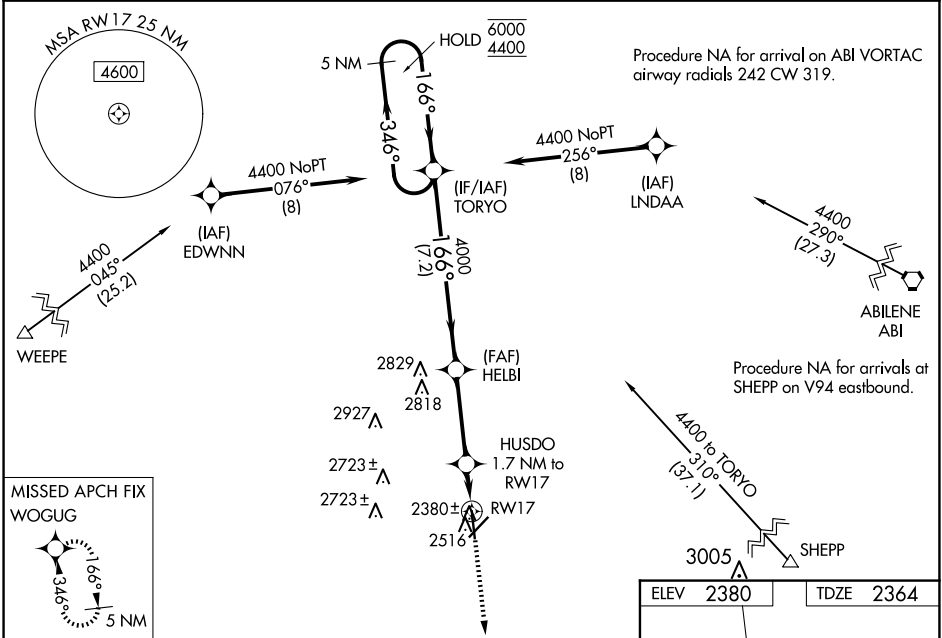 MSA RW17 25 NM
4600
HOLD 6000
4400
5 NM
166°
346°
Procedure NA for arrival on ABI VORTAC
airway radials 242 CW 319.
4400 NoPT
076°
(8)
(IAF)
EDWNN
(IF/IAF)
TORYO
4400 NoPT
256°
(8)
(IAF)
LNDAA
4400
045°
(25.2)
WEEPE
4400
290°
(27.3)
ABILENE
ABI
4000
166°
(7.2)
(FAF)
HELBI
Procedure NA for arrivals at
SHEPP on V94 eastbound.
2829
2818
2927
2723±
2723±
HUSDO
1.7 NM to
RW17
2380±
RW17
2516
4400 to TORYO
310°
(37.1)
SHEPP
3005
MISSED APCH FIX
WOGUG
166°
346°
5 NM
ELEV 2380
TDZE 2364